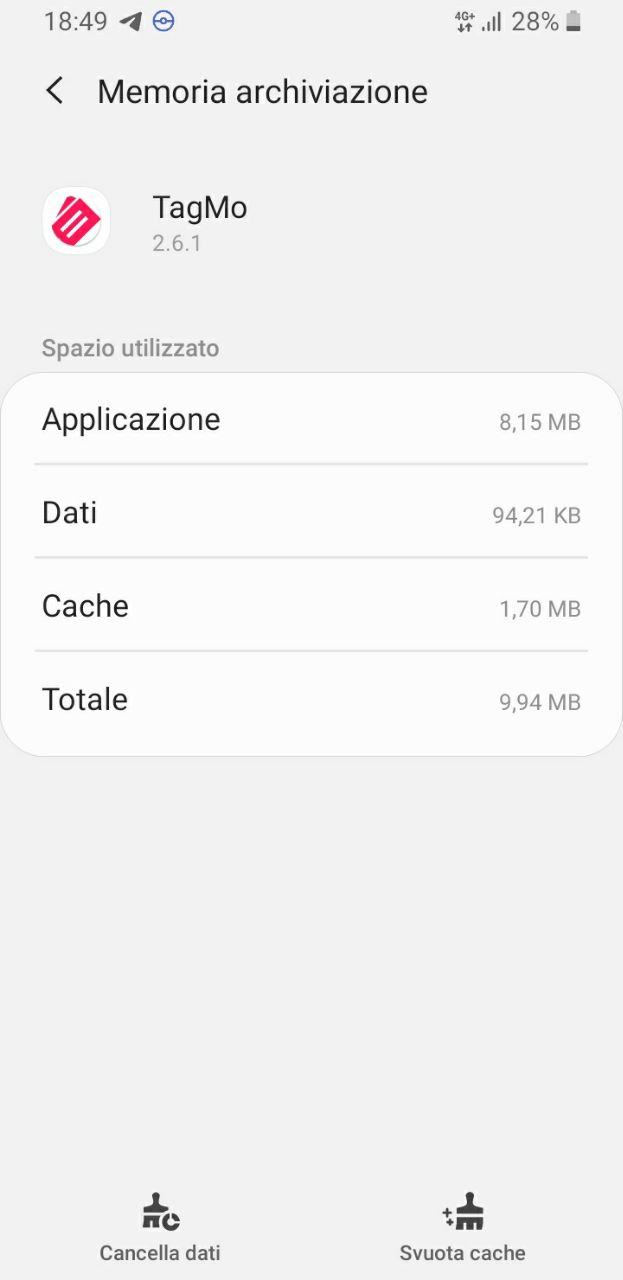 18:49 4G+ 28%
Memoria archiviazione
TagMo
2.6.1
Spazio utilizzato
Applicazione 8,15 MB
Dati 94,21 KB
Cache 1,70 MB
Totale 9,94 MB
Cancella dati Svuota cache